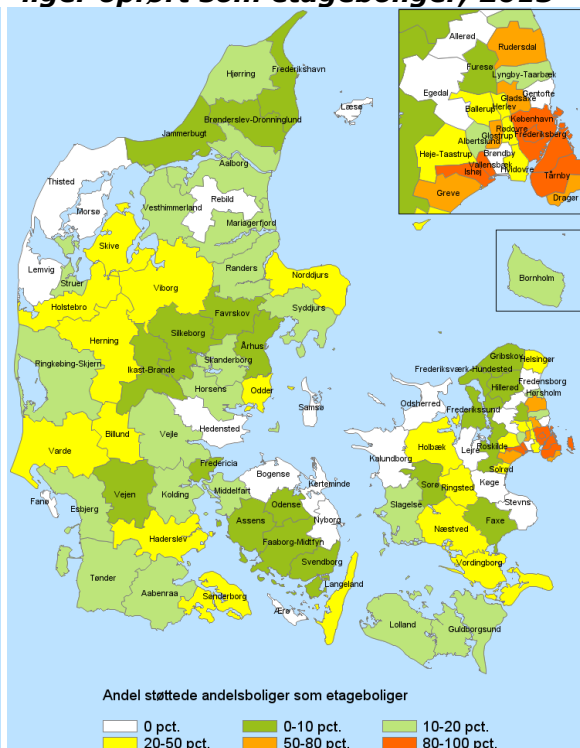 liger opført som etageboliger, 2015
Frederikshavn
Hjørring
Læsø
Brønderslev-Dronninglund
Jammerbugt
Aalborg
Thisted
Vesthimmerland
Rebild
Morsø
Mariagerfjord
Skive
Lemvig
Struer
Randers
Norddjurs
Viborg
Holstebro
Favrskov
Syddjurs
Silkeborg
Herning
Århus
Skanderborg
Ringkøbing-Skjern
Ikast-Brande
Horsens
Odder
Samsø
Hedensted
Billund
Vejle
Varde
Fredericia
Bogense
Kerteminde
Fanø
Esbjerg
Vejen
Kolding
Middelfart
Odense
Nyborg
Assens
Faaborg-Midtfyn
Haderslev
Svendborg
Langeland
Tønder
Aabenraa
Sønderborg
Ærø
Allerød
Rudersdal
Furesø
Lyngby-Taarbæk
Egedal
Gentofte
Gladsaxe
Ballerup
Herlev
København
Rødovre
Frederiksberg
Glostrup
Albertslund
Høje-Taastrup
Brøndby
Vallensbæk
Hvidovre
Ishøj
Tårnby
Greve
Dragør
Bornholm
Gribskov
Helsingør
Frederiksværk-Hundested
Fredensborg
Hillerød
Hørsholm
Odsherred
Frederikssund
Holbæk
Roskilde
Lejre
Kalundborg
Solrød
Køge
Sorø
Ringsted
Stevns
Slagelse
Faxe
Næstved
Vordingborg
Lolland
Guldborgsund
Andel støttede andelsboliger som etageboliger
0 pct. 0-10 pct. 10-20 pct.
20-50 pct. 50-80 pct. 80-100 pct.